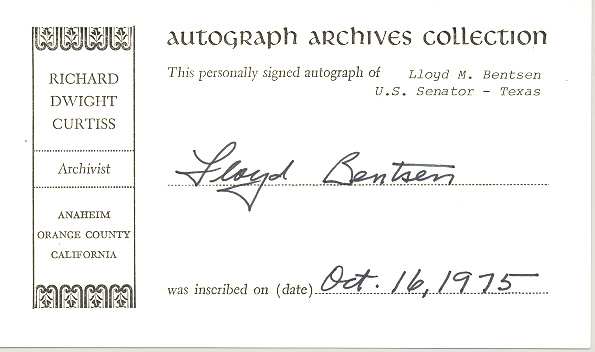 RICHARD
DWIGHT
CURTISS
Archivist
ANAHEIM
ORANGE COUNTY
CALIFORNIA
AUTOGRAPH ARCHIVES COLLECTION
This personally signed autograph of Lloyd M. Bentsen
U.S. Senator - Texas
Lloyd Bentsen
was inscribed on (date) Oct. 16, 1975